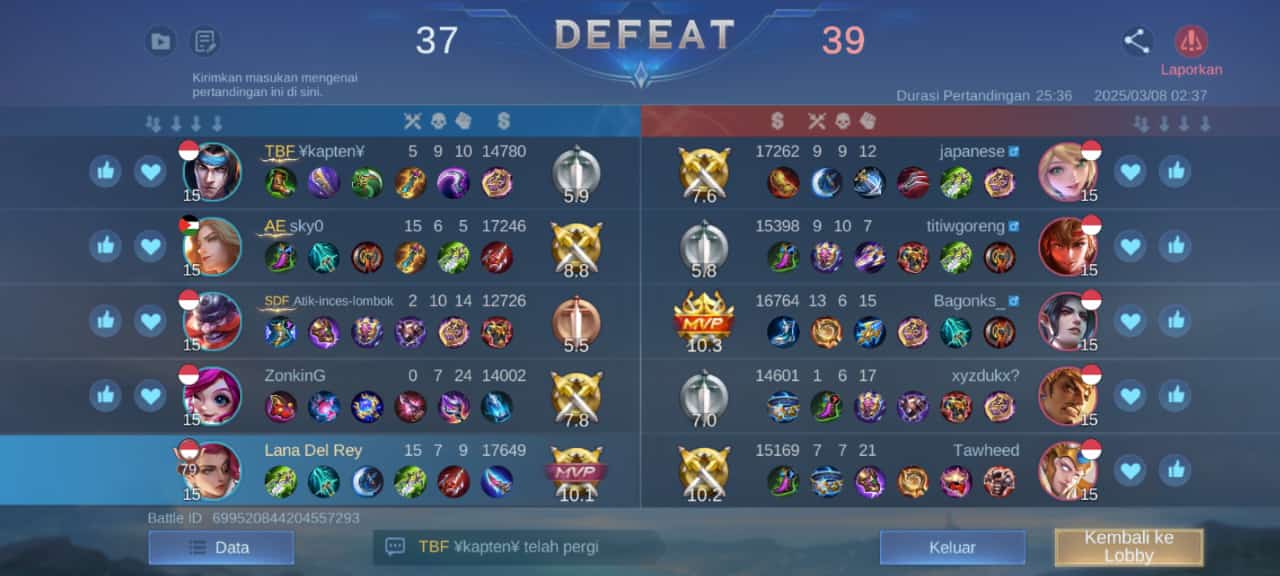 37 DEFEAT 39
Laporkan
Kirimkan masukan mengenai
pertandingan ini di sini.
Durasi Pertandingan 25:36 2025/03/08 02:37
TBF ¥kapten¥ 5 9 10 14780
15 5.9
17262 9 9 12 japanese
7.6 15
AE sky0 15 6 5 17246
15 8.8
15398 9 10 7 titiwgoreng
5.8 15
SDF Atik-inces-lombok 2 10 14 12726
15 5.5
16764 13 6 15 Bagonks_
MVP
10.3 15
ZonkinG 0 7 24 14002
15 7.8
14601 1 6 17 xyzdukx?
7.0 15
Lana Del Rey 15 7 9 17649
79
15 MVP
10.1
15169 7 7 21 Tawheed
10.2 15
Battle ID 699520844204557293
Data
TBF ¥kapten¥ telah pergi
Keluar
Kembali ke
Lobby